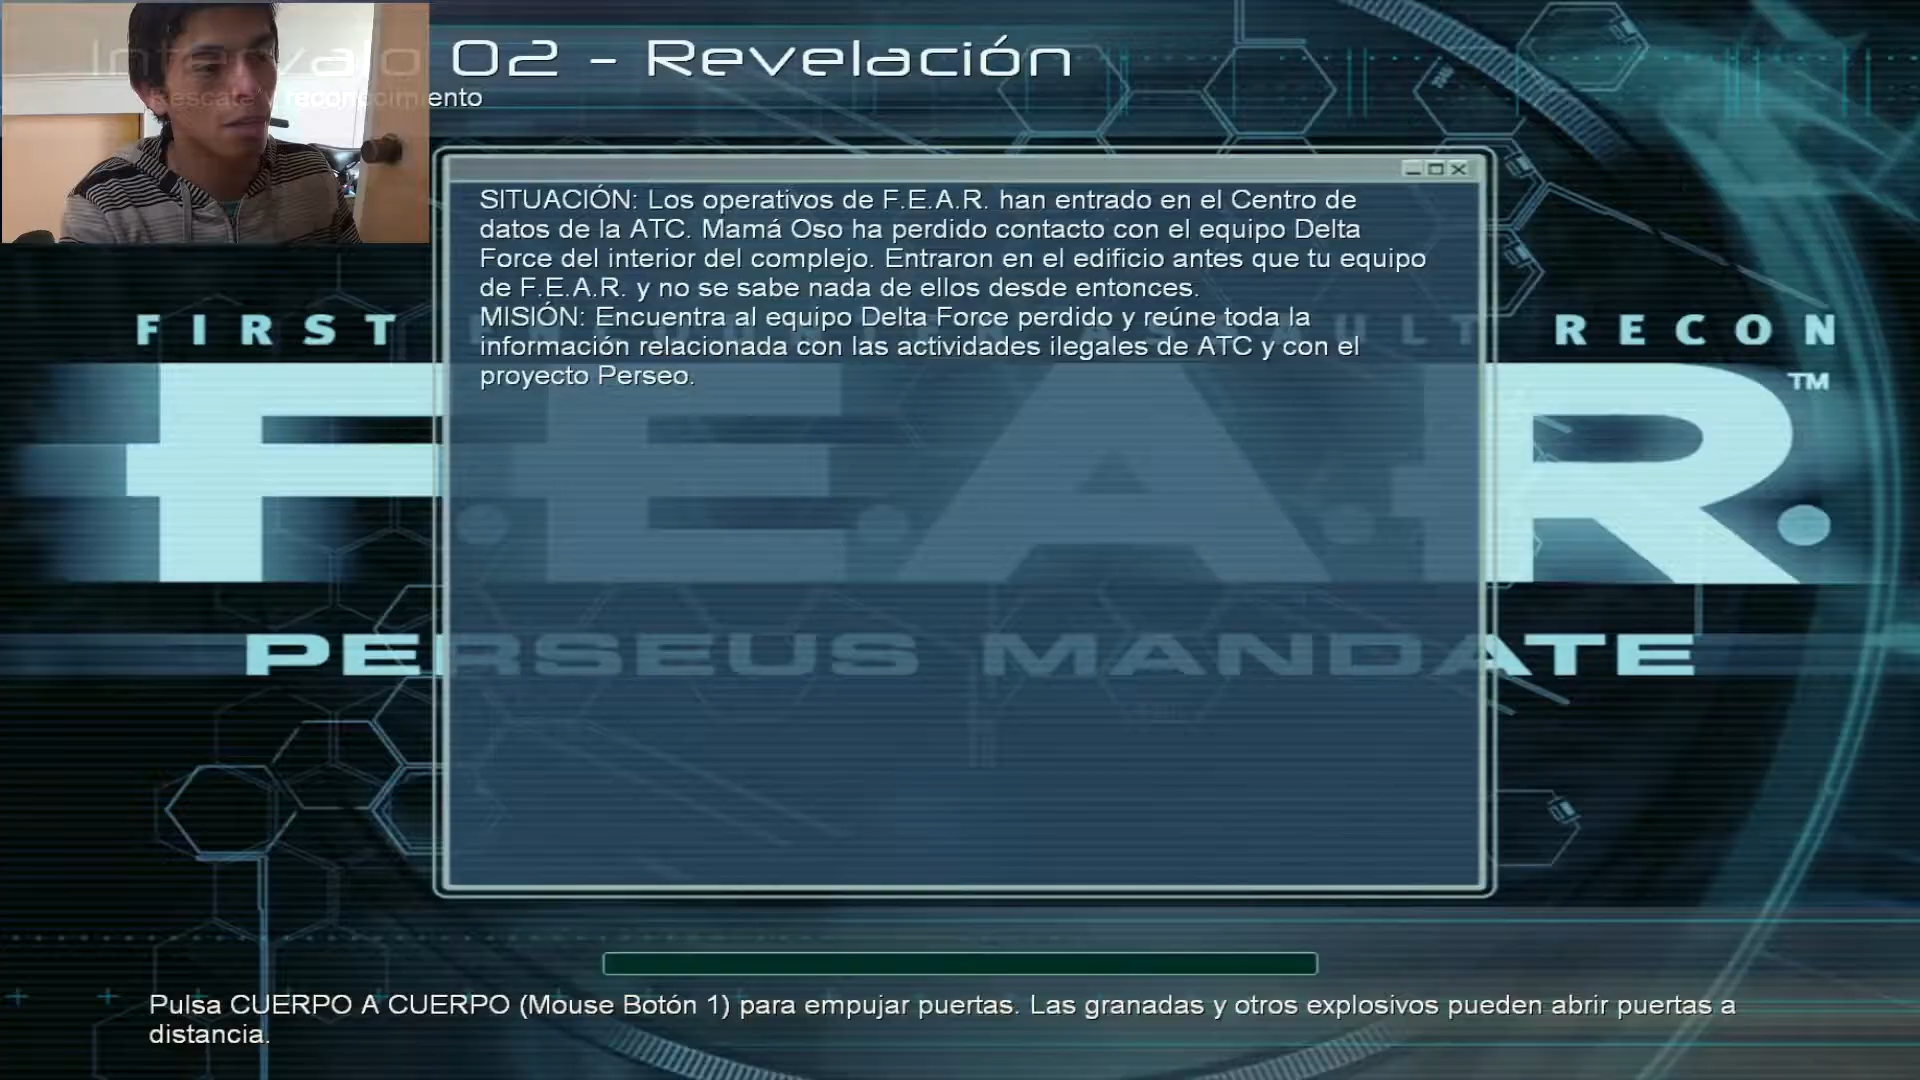 Intervalo 02 - Revelación
Rescate y reconocimiento
SITUACIÓN: Los operativos de F.E.A.R. han entrado en el Centro de
datos de la ATC. Mamá Oso ha perdido contacto con el equipo Delta
Force del interior del complejo. Entraron en el edificio antes que tu equipo
de F.E.A.R. y no se sabe nada de ellos desde entonces.
MISIÓN: Encuentra al equipo Delta Force perdido y reúne toda la
información relacionada con las actividades ilegales de ATC y con el
proyecto Perseo.
FIRST RECON
F.E.A.R.™
PERSEUS MANDATE
Pulsa CUERPO A CUERPO (Mouse Botón 1) para empujar puertas. Las granadas y otros explosivos pueden abrir puertas a
distancia.